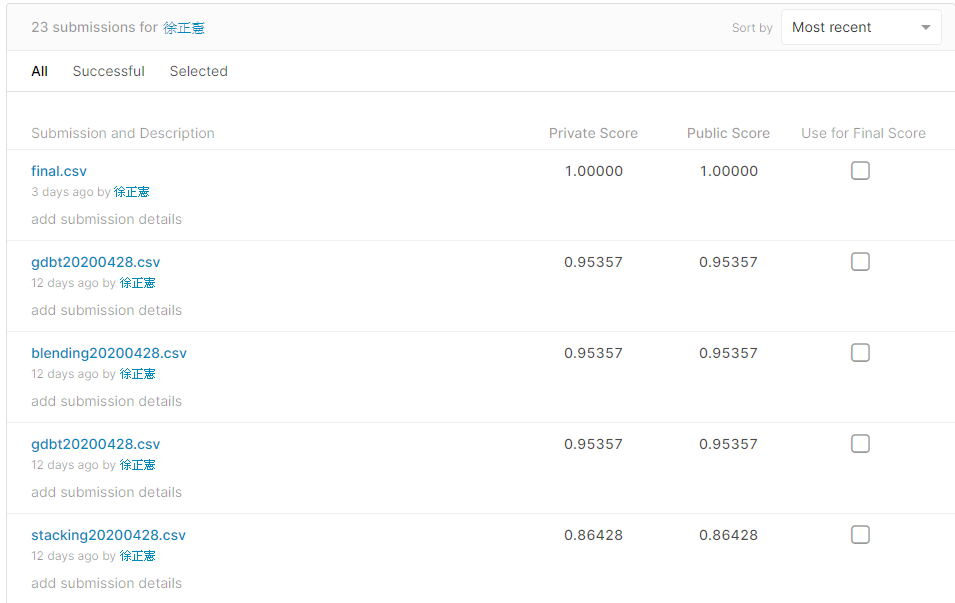 23 submissions for 徐正憲
Sort by Most recent
All Successful Selected
Submission and Description Private Score Public Score Use for Final Score
final.csv 1.00000 1.00000
3 days ago by 徐正憲
add submission details
gdbt20200428.csv 0.95357 0.95357
12 days ago by 徐正憲
add submission details
blending20200428.csv 0.95357 0.95357
12 days ago by 徐正憲
add submission details
gdbt20200428.csv 0.95357 0.95357
12 days ago by 徐正憲
add submission details
stacking20200428.csv 0.86428 0.86428
12 days ago by 徐正憲
add submission details